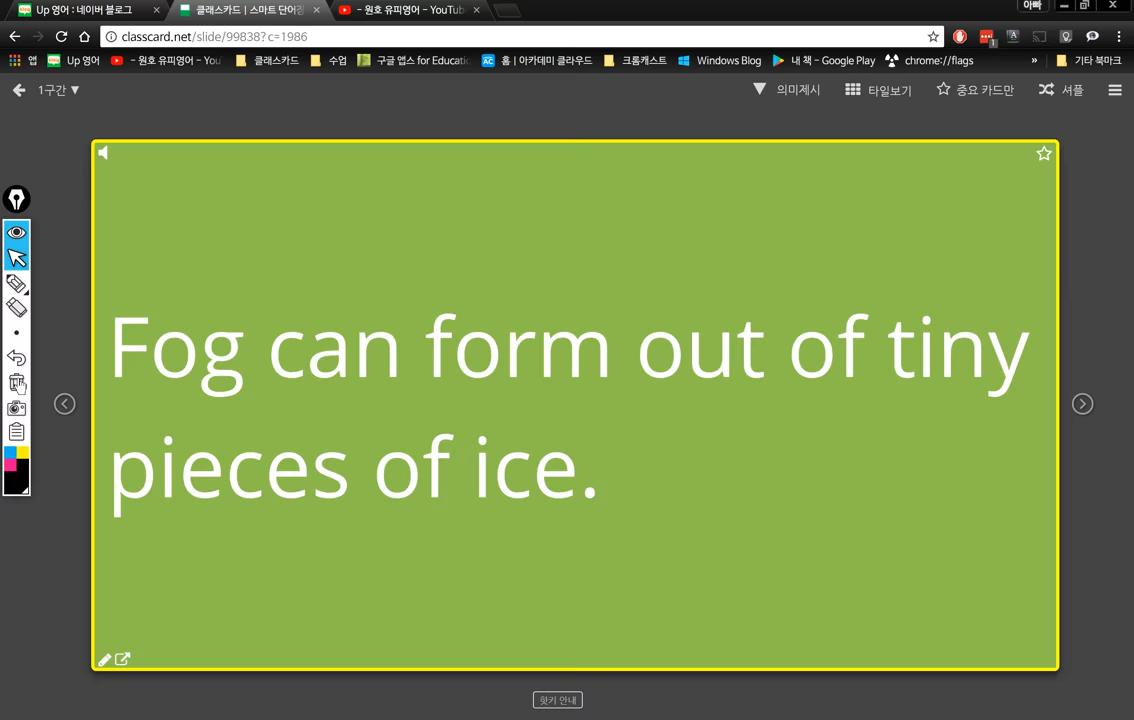 Up 영어 : 네이버 블로그
클래스카드 | 스마트 단어장
- 원호 유피영어 - YouTub
아빠
classcard.net/slide/99838?c=1986
1
앱 Up 영어 - 원호 유피영어 - You 클래스카드 수업 구글 앱스 for Educatio AC 홈 | 아카데미 클라우드 크롬캐스트 Windows Blog 내 책 - Google Play chrome://flags » 기타 북마크
1구간 ▼ ▼ 의미제시 타일보기 중요 카드만 셔플
Fog can form out of tiny
pieces of ice.
핫키 안내